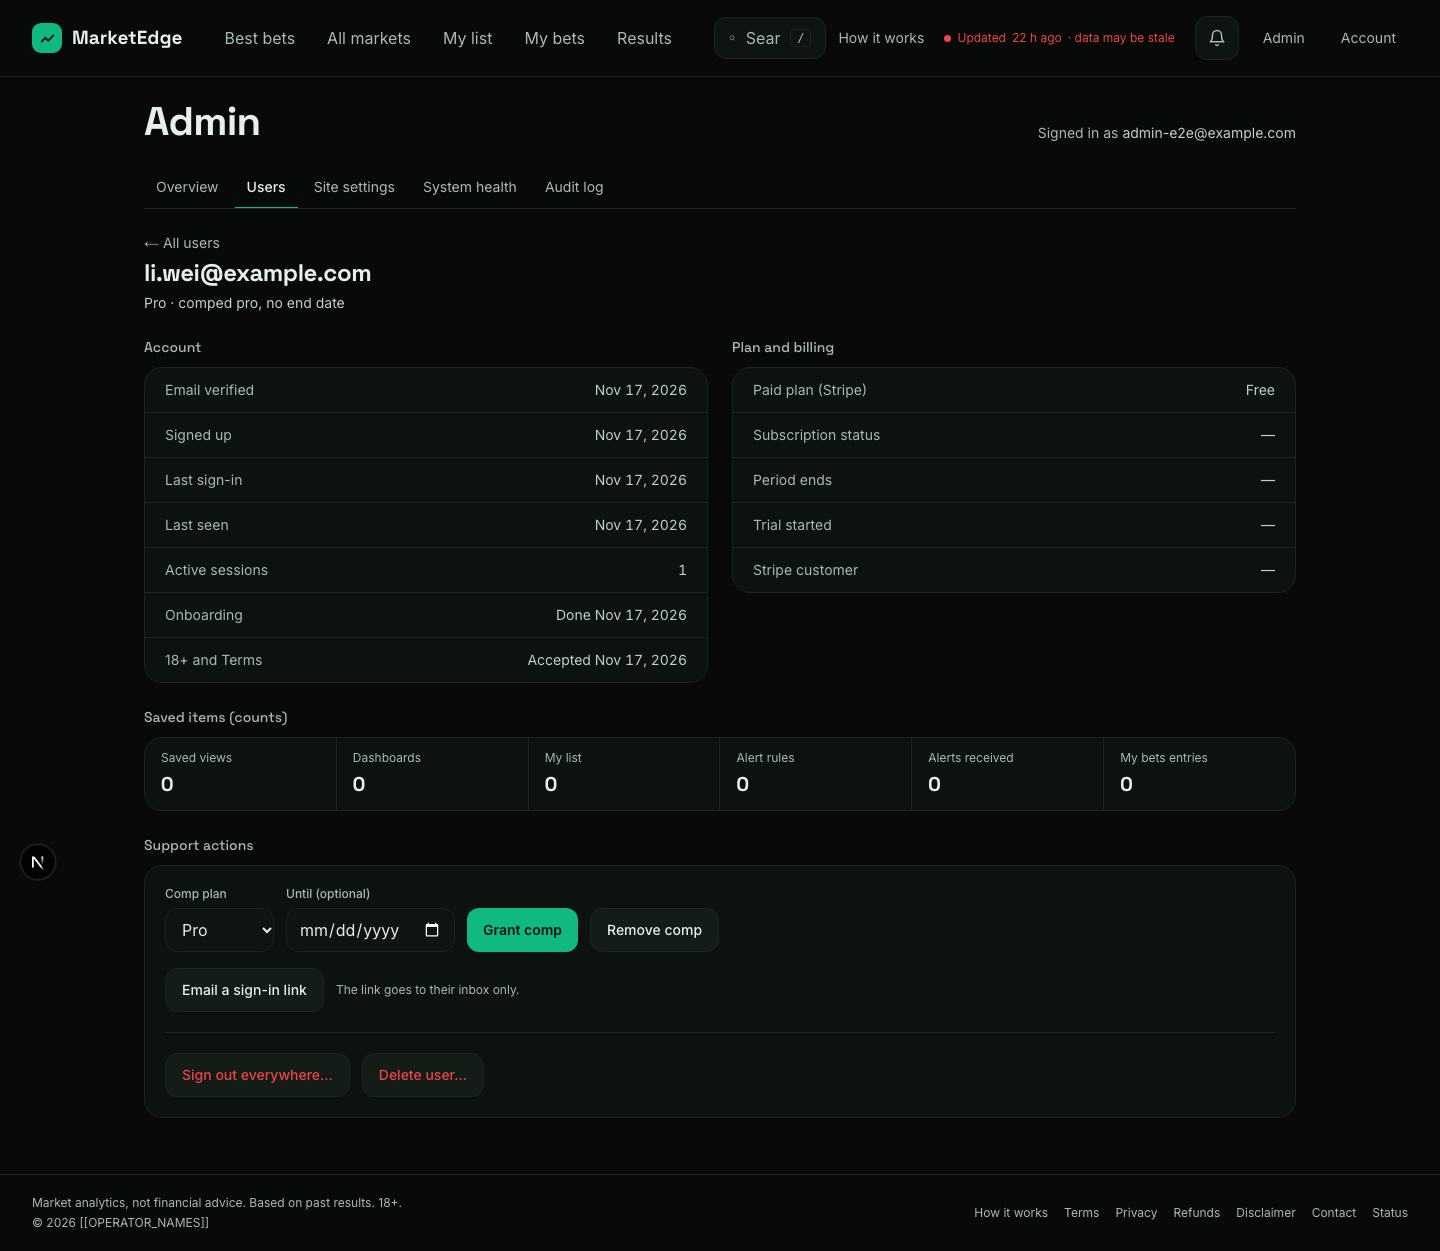 MarketEdge
Best bets
All markets
My list
My bets
Results
Sear /
How it works
Updated 22 h ago · data may be stale
Admin
Account
Admin
Signed in as admin-e2e@example.com
Overview
Users
Site settings
System health
Audit log
← All users
li.wei@example.com
Pro · comped pro, no end date
Account
Email verified Nov 17, 2026
Signed up Nov 17, 2026
Last sign-in Nov 17, 2026
Last seen Nov 17, 2026
Active sessions 1
Onboarding Done Nov 17, 2026
18+ and Terms Accepted Nov 17, 2026
Plan and billing
Paid plan (Stripe) Free
Subscription status —
Period ends —
Trial started —
Stripe customer —
Saved items (counts)
Saved views
0
Dashboards
0
My list
0
Alert rules
0
Alerts received
0
My bets entries
0
Support actions
Comp plan
Pro
Until (optional)
mm/dd/yyyy
Grant comp
Remove comp
Email a sign-in link
The link goes to their inbox only.
Sign out everywhere...
Delete user...
N
Market analytics, not financial advice. Based on past results. 18+.
© 2026 [[OPERATOR_NAMES]]
How it works
Terms
Privacy
Refunds
Disclaimer
Contact
Status